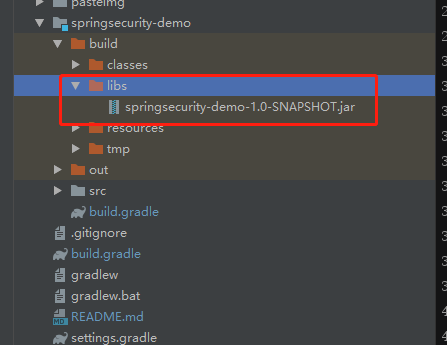 pasteimg
springsecurity-demo
build
classes
libs
springsecurity-demo-1.0-SNAPSHOT.jar
resources
tmp
out
src
build.gradle
.gitignore
build.gradle
gradlew
gradlew.bat
MD README.md
settings.gradle